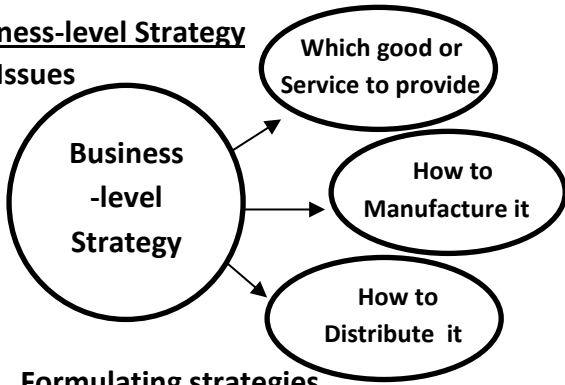 ness-level Strategy
Issues
Which good or
Service to provide
Business
-level
Strategy
How to
Manufacture it
How to
Distribute it
Formulating strategies